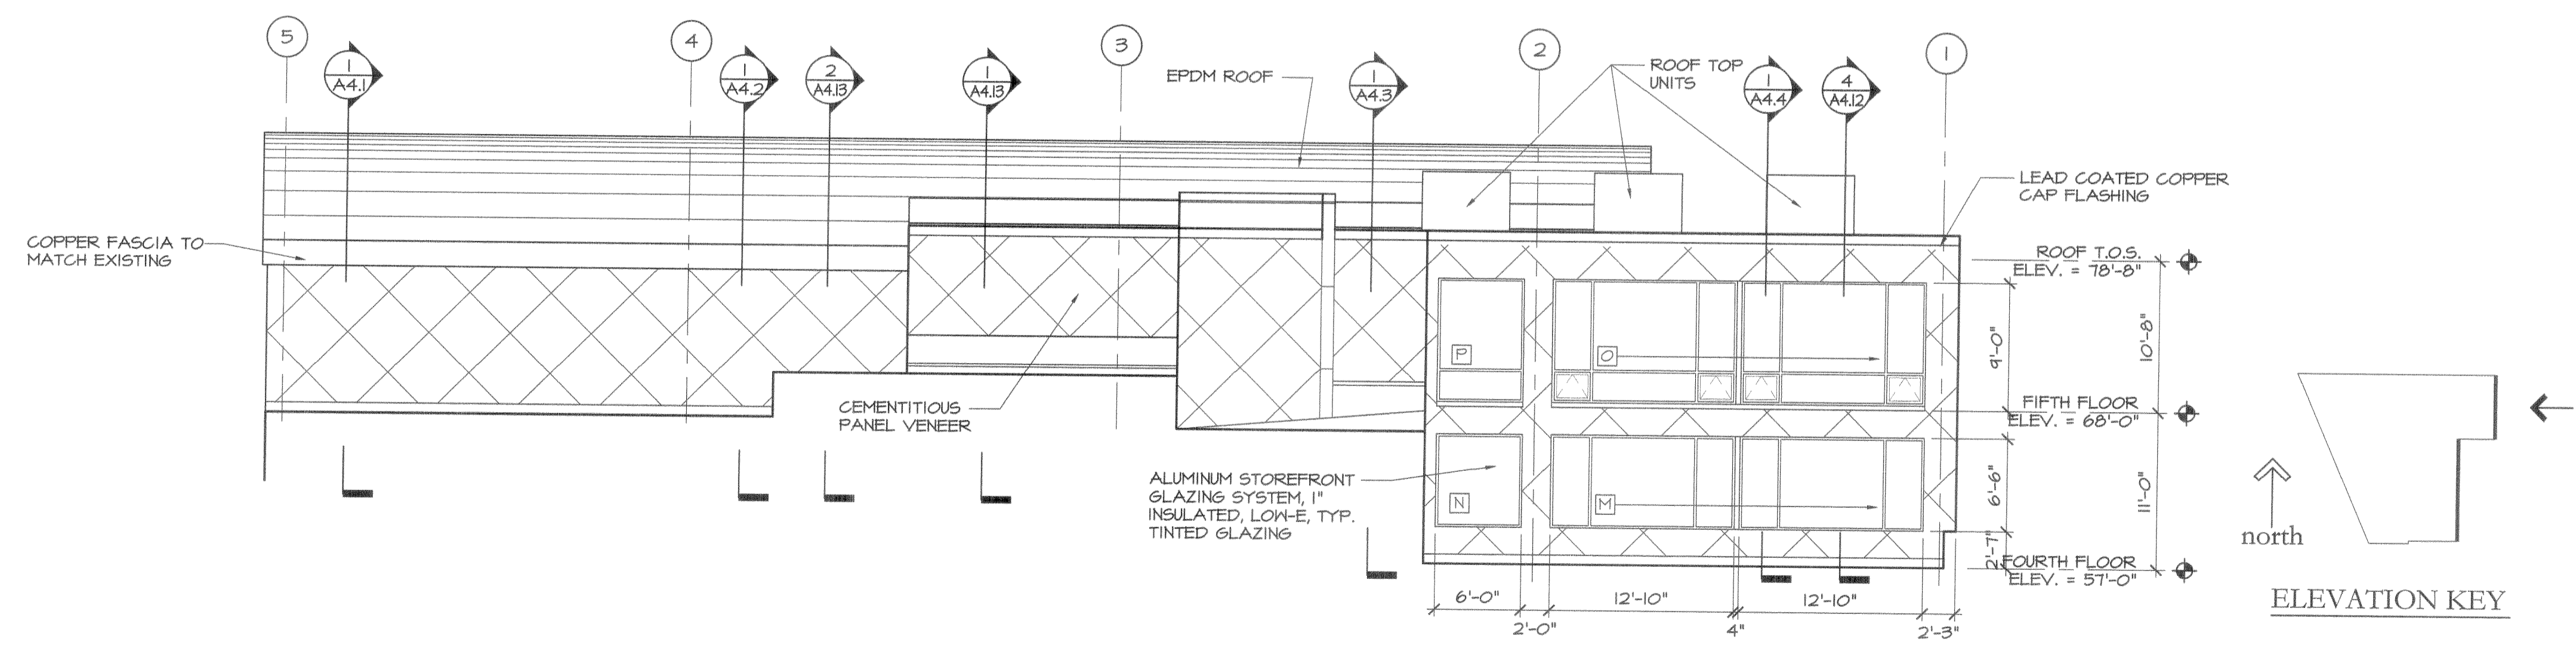 5
4
3
2
1
1
A4.1
1
A4.2
2
A4.13
1
A4.13
1
A4.3
1
A4.4
4
A4.12
EPDM ROOF
ROOF TOP
UNITS
LEAD COATED COPPER
CAP FLASHING
COPPER FASCIA TO
MATCH EXISTING
ROOF T.O.S.
ELEV. = 78'-8"
9'-0"
10'-8"
P
O
CEMENTITIOUS
PANEL VENEER
FIFTH FLOOR
ELEV. = 68'-0"
ALUMINUM STOREFRONT
GLAZING SYSTEM, 1"
INSULATED, LOW-E, TYP.
TINTED GLAZING
N
M
6'-6"
11'-0"
2'-7"
FOURTH FLOOR
ELEV. = 57'-0"
6'-0"
12'-10"
12'-10"
2'-0"
4"
2'-3"
north
ELEVATION KEY